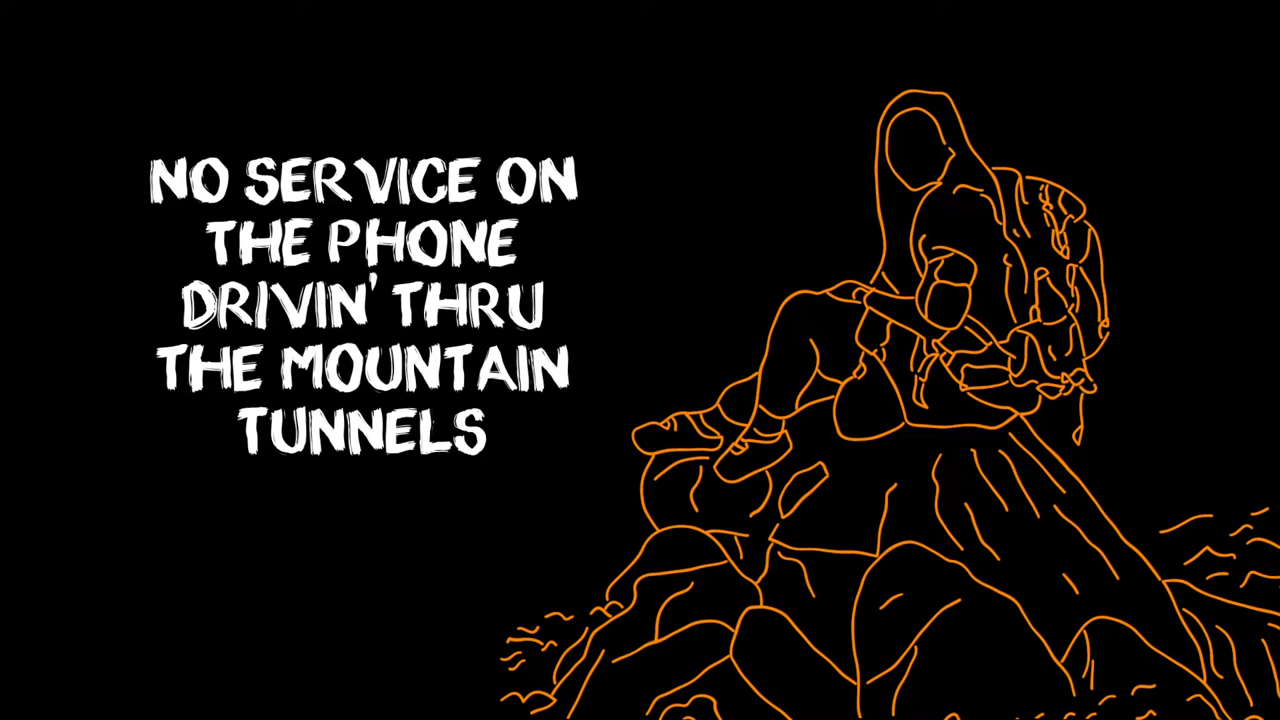 NO SERVICE ON
THE PHONE
DRIVIN' THRU
THE MOUNTAIN
TUNNELS